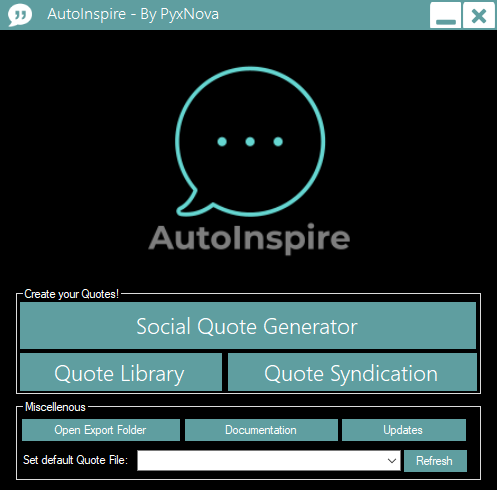 AutoInspire - By PyxNova
AutoInspire
Create your Quotes!
Social Quote Generator
Quote Library Quote Syndication
Miscellenous
Open Export Folder Documentation Updates
Set default Quote File: Refresh